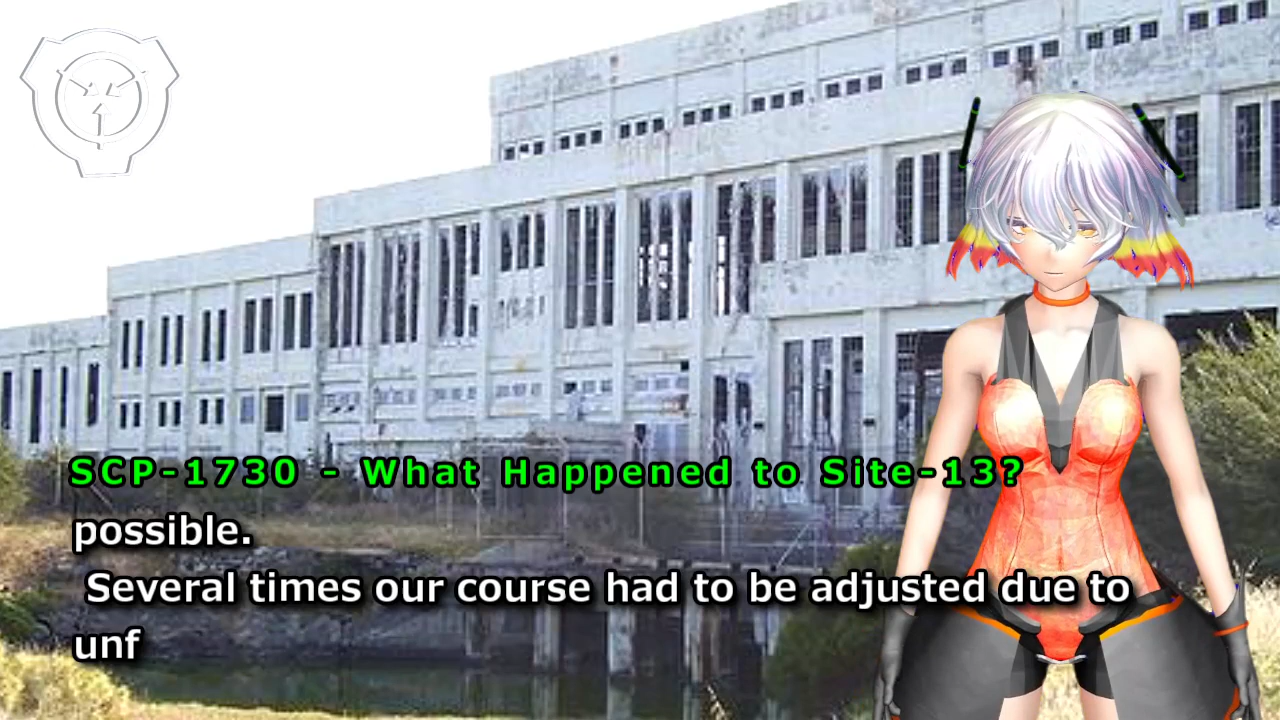 SCP-1730 - What Happened to Site-13?
possible.
Several times our course had to be adjusted due to
unf